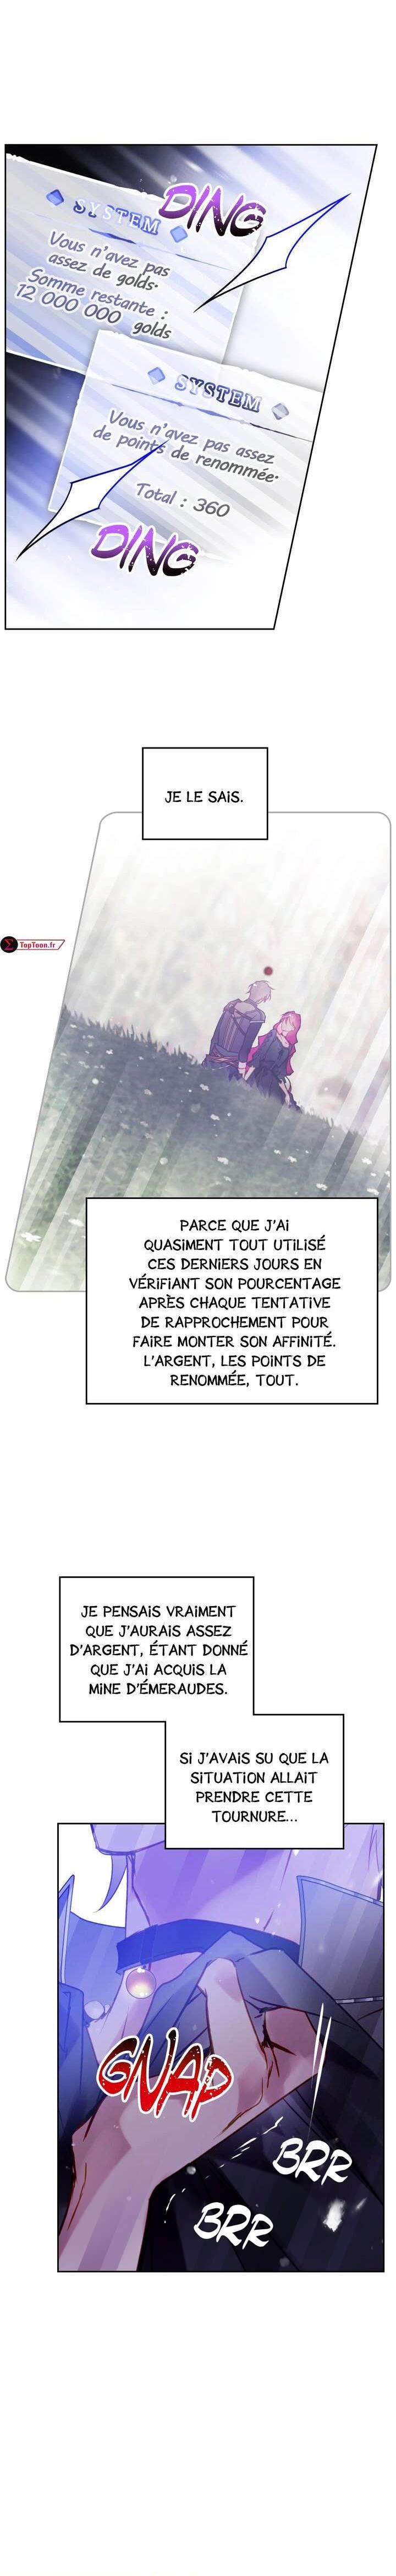 DING
SYSTEM
Vous n'avez pas
assez de golds.
Somme restante :
12 000 000 golds
SYSTEM
Vous n'avez pas assez
de points de renommée.
Total : 360
DING
JE LE SAIS.
TopToon.fr
PARCE QUE J'AI
QUASIMENT TOUT UTILISÉ
CES DERNIERS JOURS EN
VÉRIFIANT SON POURCENTAGE
APRÈS CHAQUE TENTATIVE
DE RAPPROCHEMENT POUR
FAIRE MONTER SON AFFINITÉ.
L'ARGENT, LES POINTS DE
RENOMMÉE, TOUT.
JE PENSAIS VRAIMENT
QUE J'AURAIS ASSEZ
D'ARGENT, ÉTANT DONNÉ
QUE J'AI ACQUIS LA
MINE D'ÉMERAUDES.
SI J'AVAIS SU QUE LA
SITUATION ALLAIT
PRENDRE CETTE
TOURNURE...
GNAP
BRR
BRR